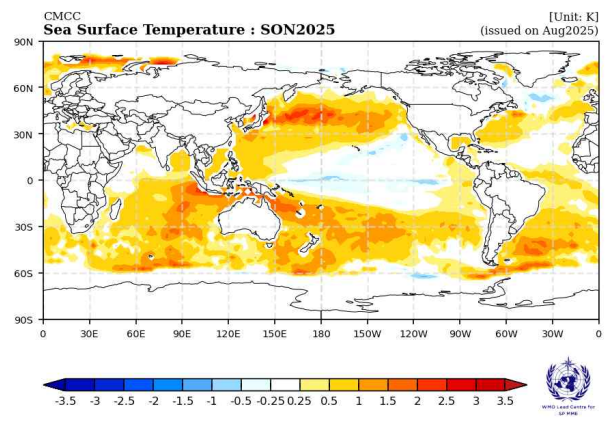 CMCC
[Unit: K]
Sea Surface Temperature : SON2025
(issued on Aug2025)
90N
60N
30N
0
30S
60S
90S
0 30E 60E 90E 120E 150E 180 150W 120W 90W 60W 30W 0
-3.5 -3 -2.5 -2 -1.5 -1 -0.5 -0.25 0.25 0.5 1 1.5 2 2.5 3 3.5
WMO Lead Centre for
LC MME